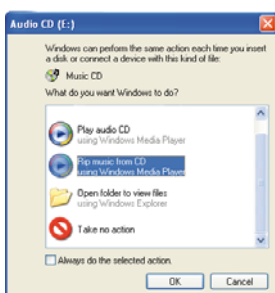 Audio CD (E:)
Windows can perform the same action each time you insert
a disk or connect a device with this kind of file:
Music CD
What do you want Windows to do?
Play audio CD
using Windows Media Player
Rip music from CD
using Windows Media Player
Open folder to view files
using Windows Explorer
Take no action
Always do the selected action.
OK
Cancel